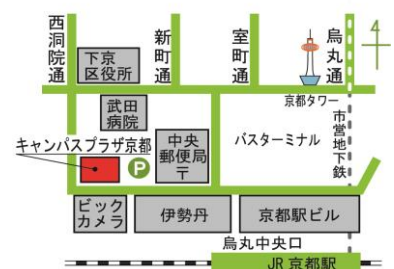 西洞院通
新町通
室町通
烏丸通
4
下京
区役所
京都タワー
武田
病院
市営地下鉄
キャンパスプラザ京都
P
中央
郵便局
〒
バスターミナル
ビック
カメラ
伊勢丹
京都駅ビル
烏丸中央口
JR 京都駅